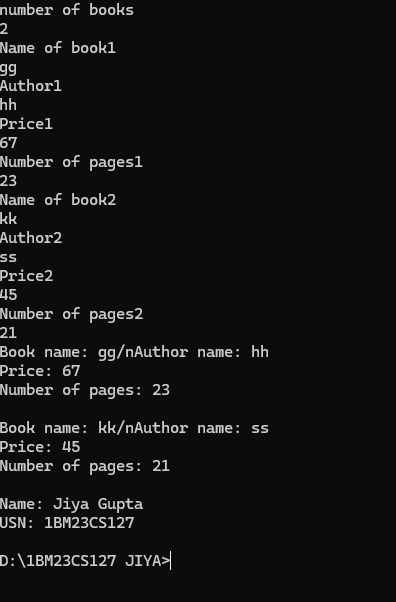 number of books
2
Name of book1
gg
Author1
hh
Price1
67
Number of pages1
23
Name of book2
kk
Author2
ss
Price2
45
Number of pages2
21
Book name: gg/nAuthor name: hh
Price: 67
Number of pages: 23
Book name: kk/nAuthor name: ss
Price: 45
Number of pages: 21
Name: Jiya Gupta
USN: 1BM23CS127
D:\1BM23CS127 JIYA>